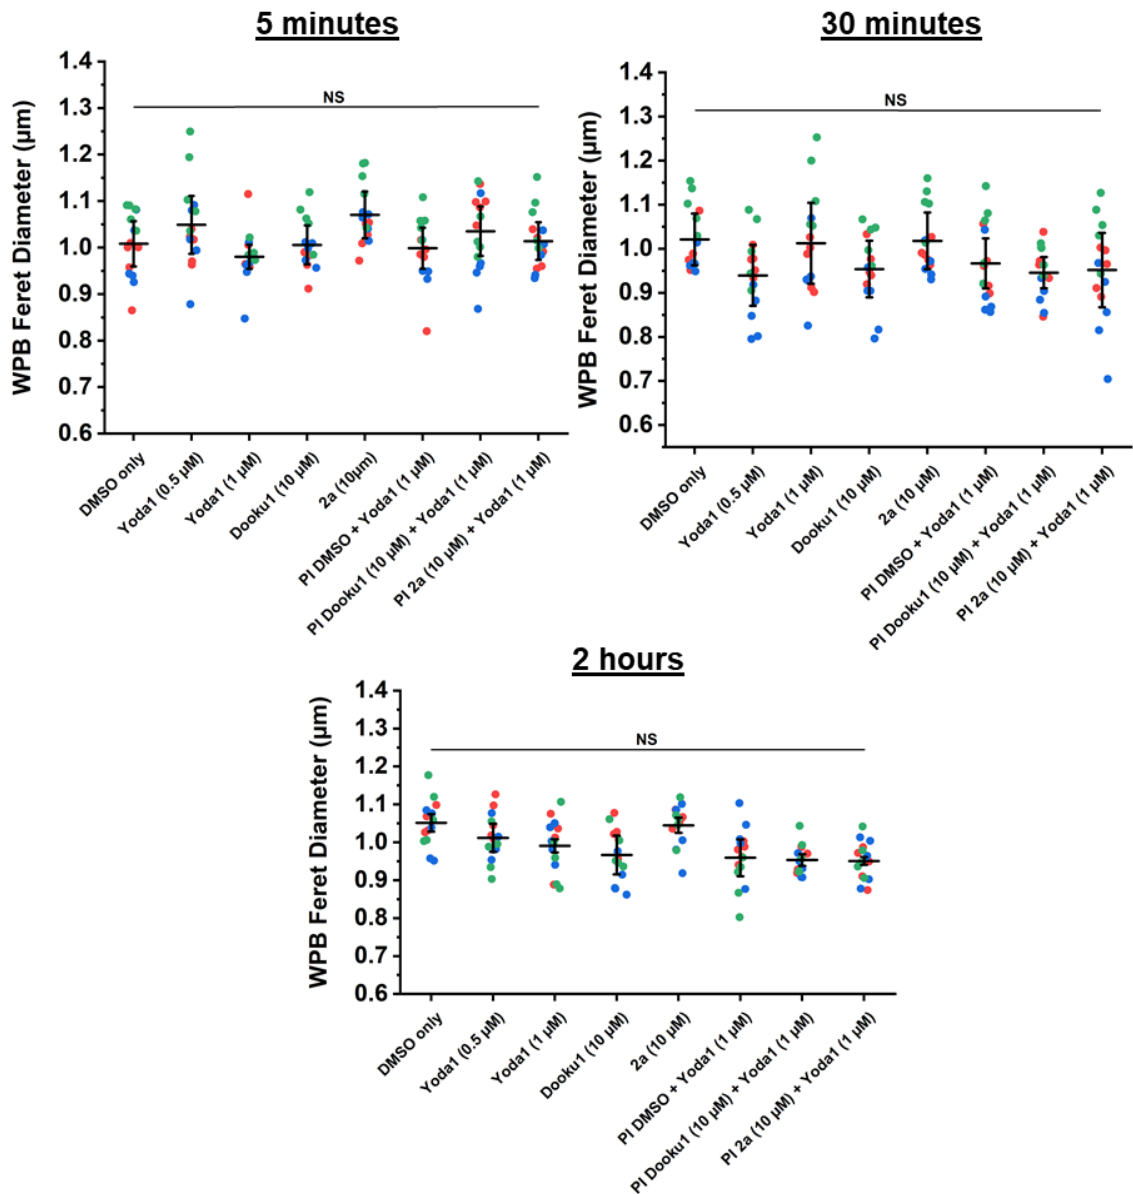 5 minutes
WPB Feret Diameter (µm)
1.4
1.3
1.2
1.1
1.0
0.9
0.8
0.7
0.6
NS
DMSO only
Yoda1 (0.5 µM)
Yoda1 (1 µM)
Dooku1 (10 µM)
2a (10µm)
PI DMSO + Yoda1 (1 µM)
PI Dooku1 (10 µM) + Yoda1 (1 µM)
PI 2a (10 µM) + Yoda1 (1 µM)
30 minutes
WPB Feret Diameter (µm)
1.4
1.3
1.2
1.1
1.0
0.9
0.8
0.7
0.6
NS
DMSO only
Yoda1 (0.5 µM)
Yoda1 (1 µM)
Dooku1 (10 µM)
2a (10 µM)
PI DMSO + Yoda1 (1 µM)
PI Dooku1 (10 µM) + Yoda1 (1 µM)
PI 2a (10 µM) + Yoda1 (1 µM)
2 hours
WPB Feret Diameter (µm)
1.4
1.3
1.2
1.1
1.0
0.9
0.8
0.7
0.6
NS
DMSO only
Yoda1 (0.5 µM)
Yoda1 (1 µM)
Dooku1 (10 µM)
2a (10 µM)
PI DMSO + Yoda1 (1 µM)
PI Dooku1 (10 µM) + Yoda1 (1 µM)
PI 2a (10 µM) + Yoda1 (1 µM)